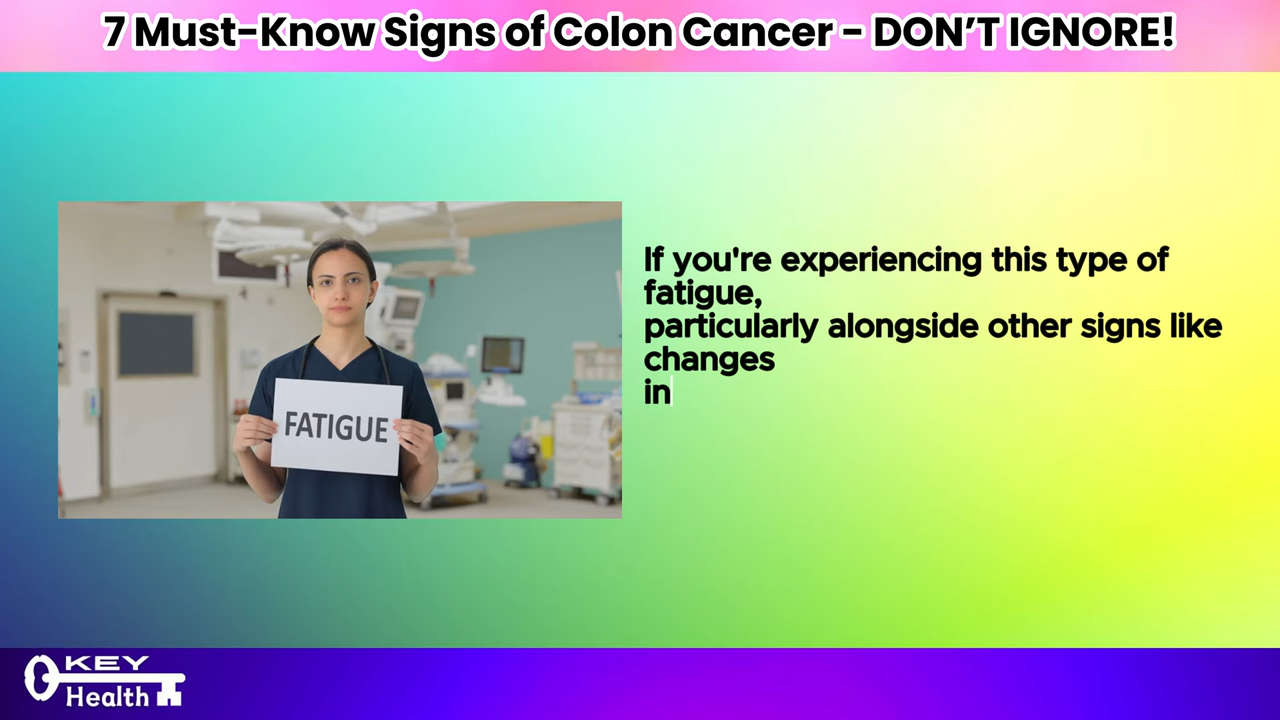 7 Must-Know Signs of Colon Cancer - DON'T IGNORE!
If you're experiencing this type of
fatigue,
particularly alongside other signs like
changes
in
FATIGUE
KEY
Health